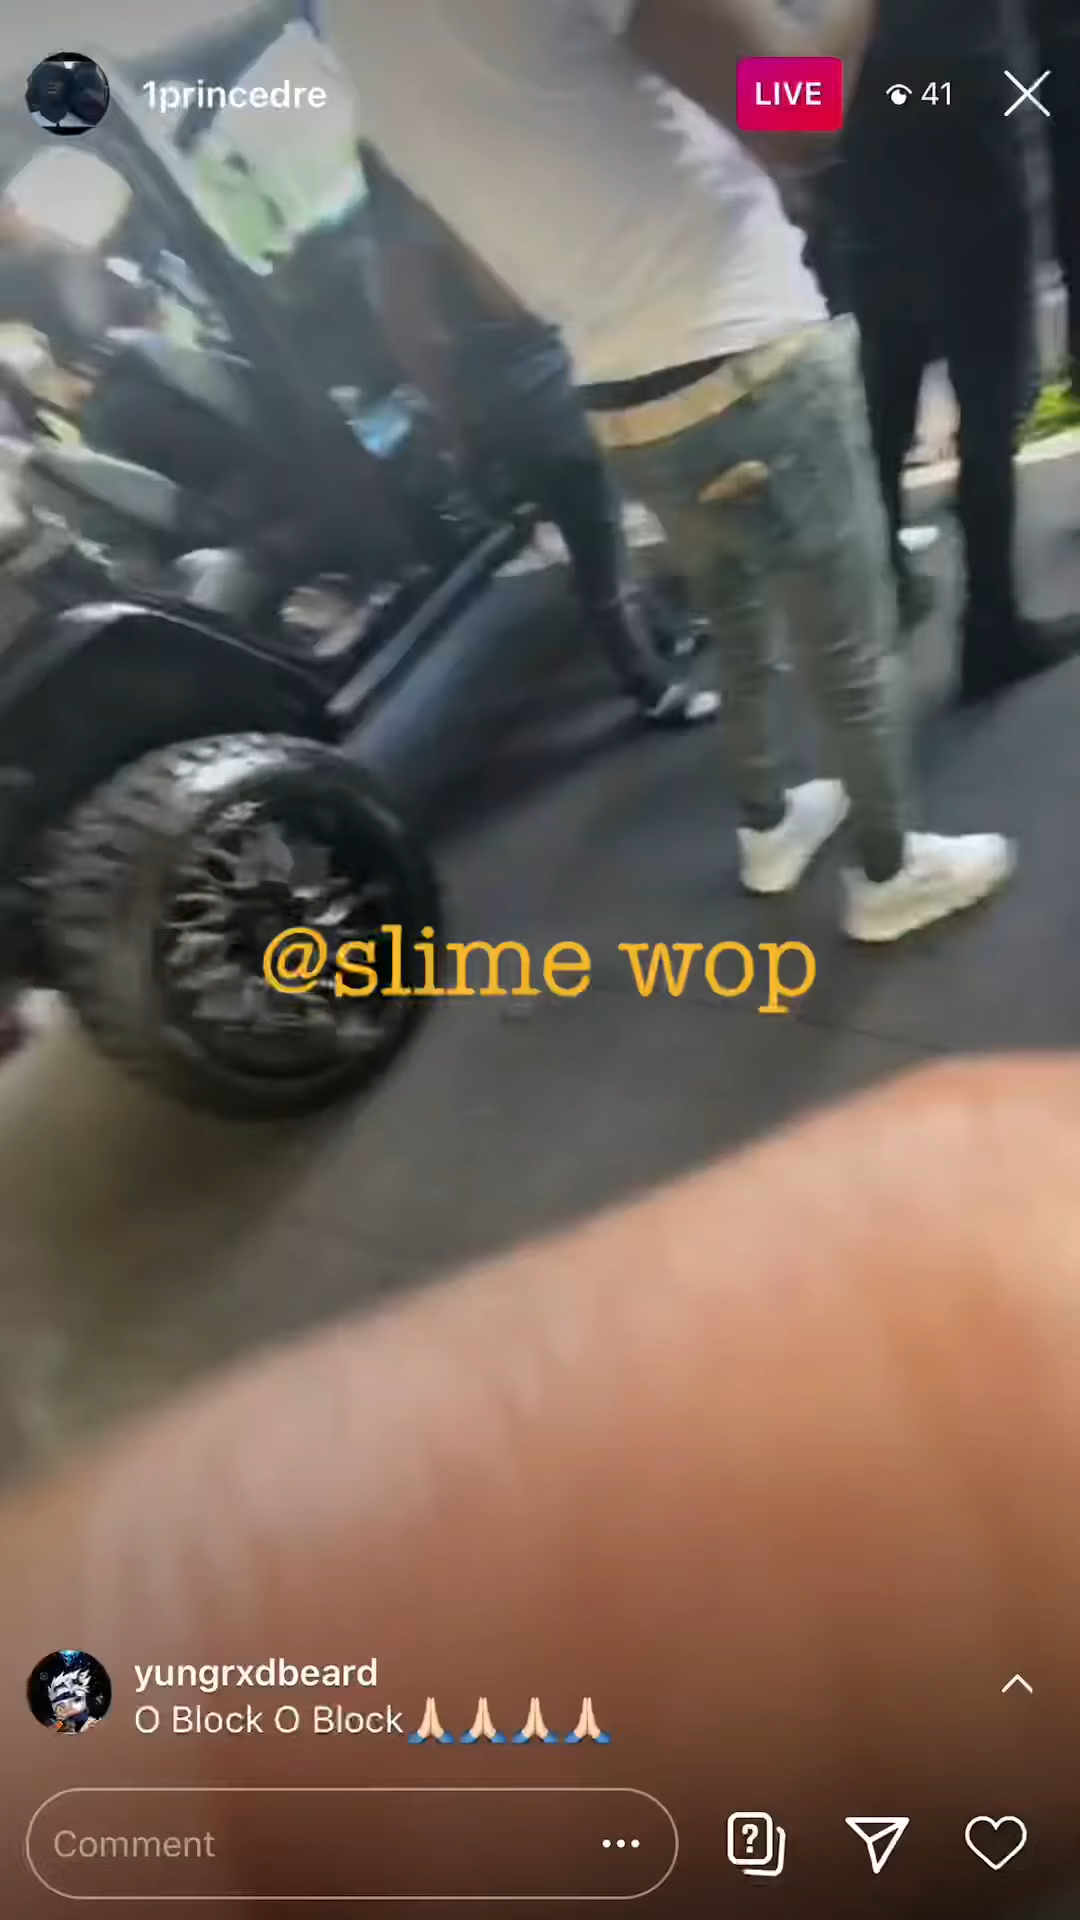 1princedre
LIVE
41
@slime wop
yungrxdbeard
O Block O Block🙏🏻🙏🏻🙏🏻🙏🏻
Comment